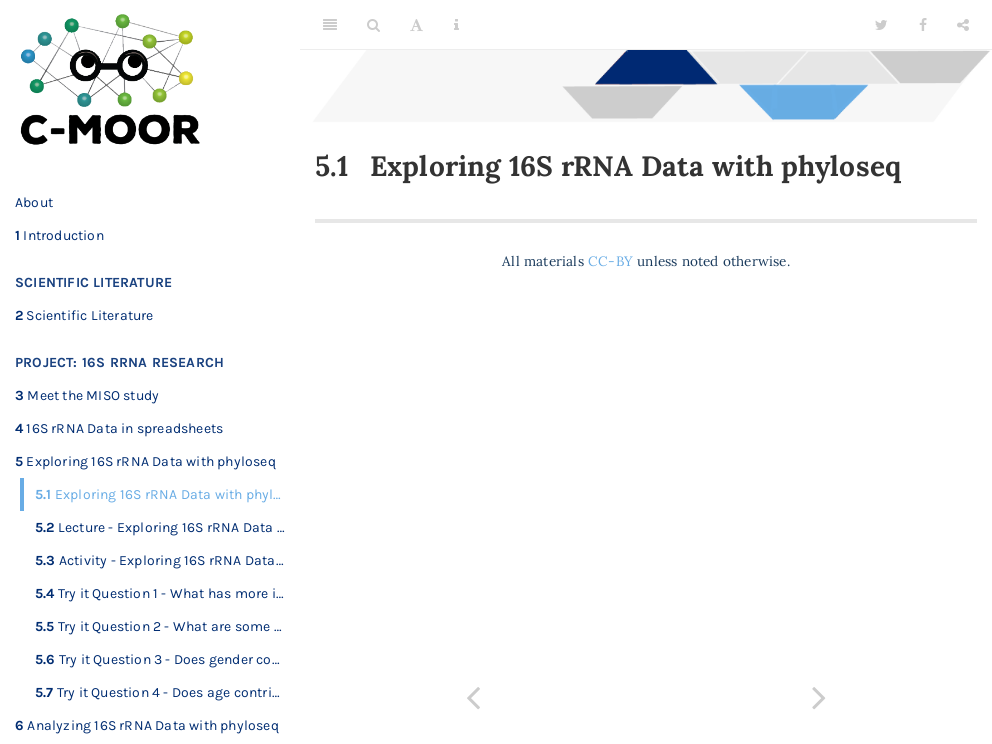 C-MOOR
About
1 Introduction
SCIENTIFIC LITERATURE
2 Scientific Literature
PROJECT: 16S RRNA RESEARCH
3 Meet the MISO study
4 16S rRNA Data in spreadsheets
5 Exploring 16S rRNA Data with phyloseq
5.1 Exploring 16S rRNA Data with phyl...
5.2 Lecture - Exploring 16S rRNA Data ...
5.3 Activity - Exploring 16S rRNA Data...
5.4 Try it Question 1 - What has more i...
5.5 Try it Question 2 - What are some ...
5.6 Try it Question 3 - Does gender co...
5.7 Try it Question 4 - Does age contri...
6 Analyzing 16S rRNA Data with phyloseq
A
5.1 Exploring 16S rRNA Data with phyloseq
All materials CC-BY unless noted otherwise.